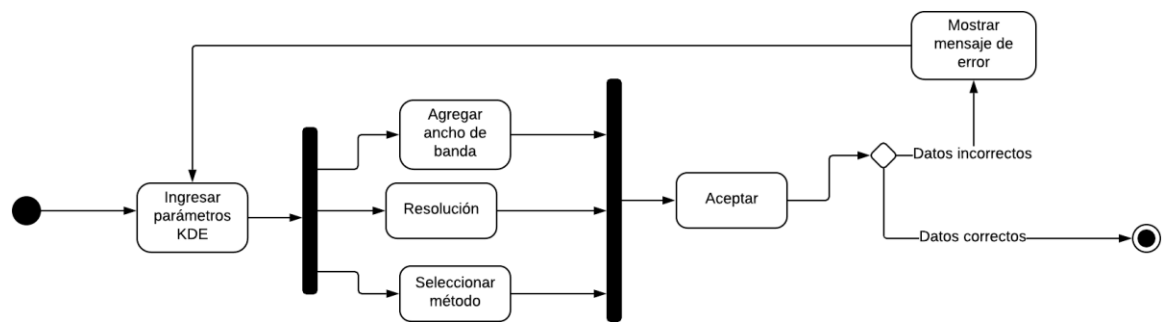 Mostrar
mensaje de
error
Agregar
ancho de
banda
Datos incorrectos
Ingresar
parámetros
KDE
Resolución
Aceptar
Datos correctos
Seleccionar
método